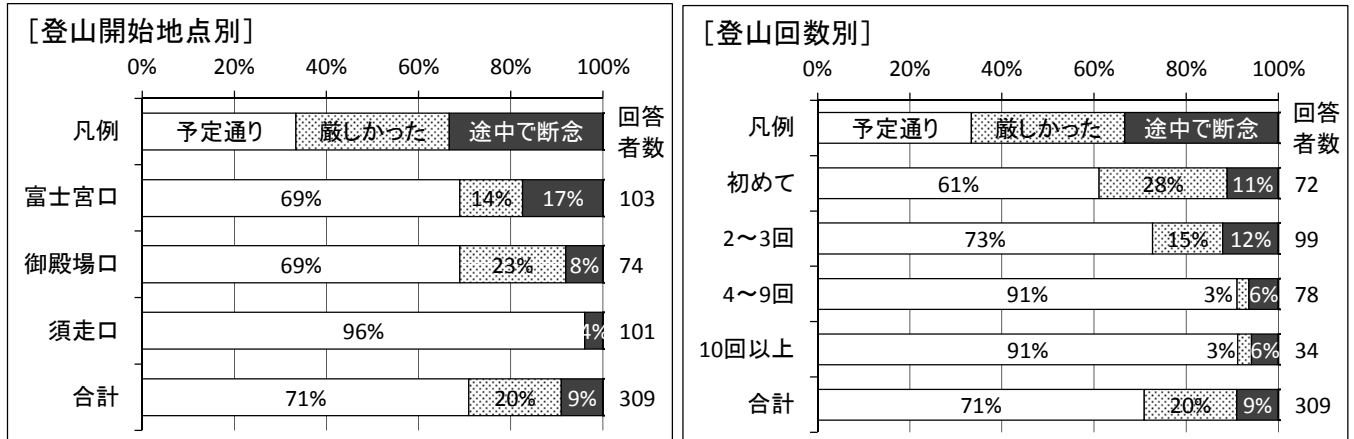 ［登山開始地点別］
0% 20% 40% 60% 80% 100%
凡例 予定通り 厳しかった 途中で断念 回答者数
富士宮口 69% 14% 17% 103
御殿場口 69% 23% 8% 74
須走口 96% 4% 101
合計 71% 20% 9% 309
［登山回数別］
0% 20% 40% 60% 80% 100%
凡例 予定通り 厳しかった 途中で断念 回答者数
初めて 61% 28% 11% 72
2〜3回 73% 15% 12% 99
4〜9回 91% 3% 6% 78
10回以上 91% 3% 6% 34
合計 71% 20% 9% 309